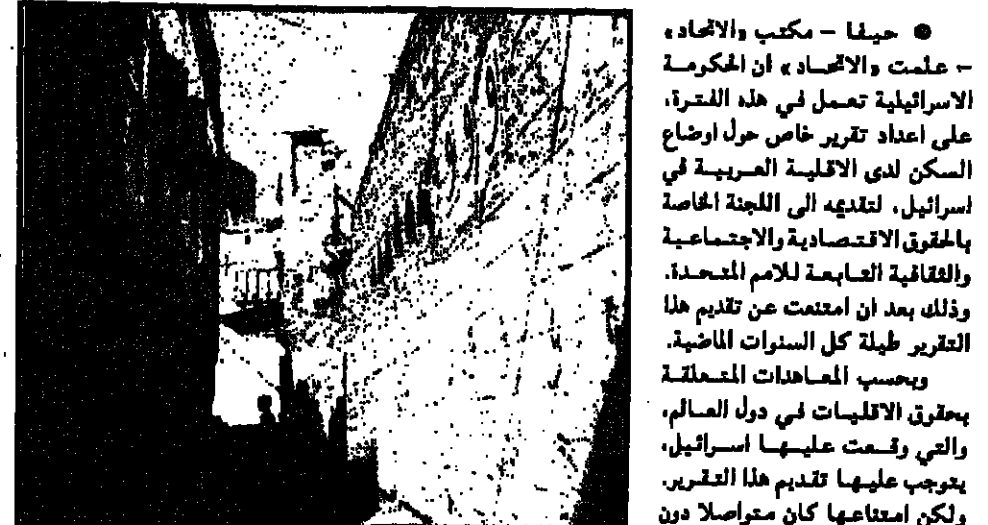 ● حيفا – مكتب «الاتحاد»
– علمت «الاتحاد» ان الحكومة
الاسرائيلية تعمل في هذه الفترة،
على اعداد تقرير خاص حول اوضاع
السكن لدى الاقلية العربية في
اسرائيل، لتقديمه الى اللجنة الخاصة
بالحقوق الاقتصادية والاجتماعية
والثقافية التابعة للامم المتحدة.
وذلك بعد ان امتنعت عن تقديم هذا
التقرير طيلة كل السنوات الماضية.
وبحسب المعاهدات المتعلقة
بحقوق الاقليات في دول العالم،
والتي وقعت عليها اسرائيل،
يتوجب عليها تقديم هذا التقرير.
ولكن امتناعها كان متواصلا دون